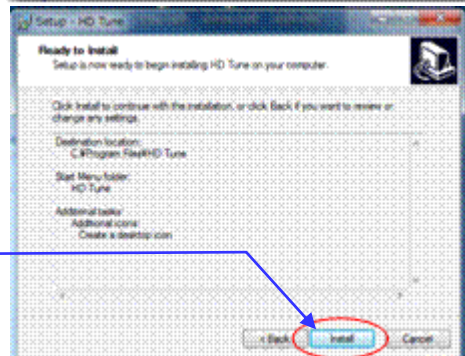 Setup - HD Tune
Ready to Install
Setup is now ready to begin installing HD Tune on your computer.
Click Install to continue with the installation, or click Back if you want to review or
change any settings.
Destination location:
C:¥Program Files¥HD Tune
Start Menu folder:
HD Tune
Additional tasks:
Additional icons:
Create a desktop icon
< Back
Install
Cancel